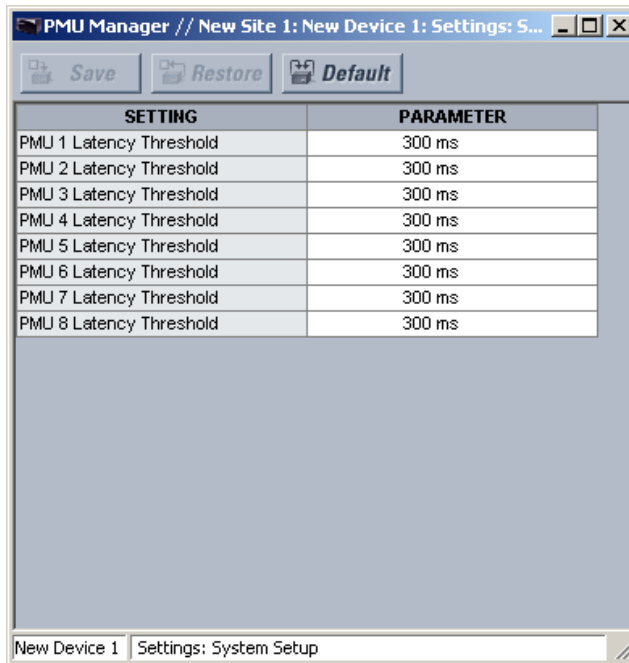 PMU Manager // New Site 1: New Device 1: Settings: S...
Save Restore Default
SETTING PARAMETER
PMU 1 Latency Threshold 300 ms
PMU 2 Latency Threshold 300 ms
PMU 3 Latency Threshold 300 ms
PMU 4 Latency Threshold 300 ms
PMU 5 Latency Threshold 300 ms
PMU 6 Latency Threshold 300 ms
PMU 7 Latency Threshold 300 ms
PMU 8 Latency Threshold 300 ms
New Device 1 Settings: System Setup